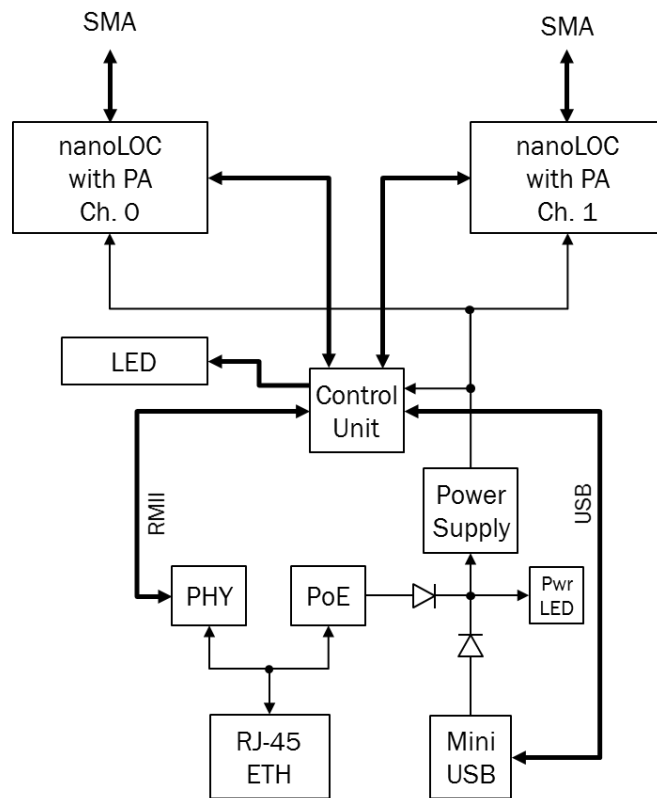 SMA
SMA
nanoLOC
with PA
Ch. 0
nanoLOC
with PA
Ch. 1
LED
Control
Unit
RMII
USB
Power
Supply
PHY
PoE
Pwr
LED
RJ-45
ETH
Mini
USB